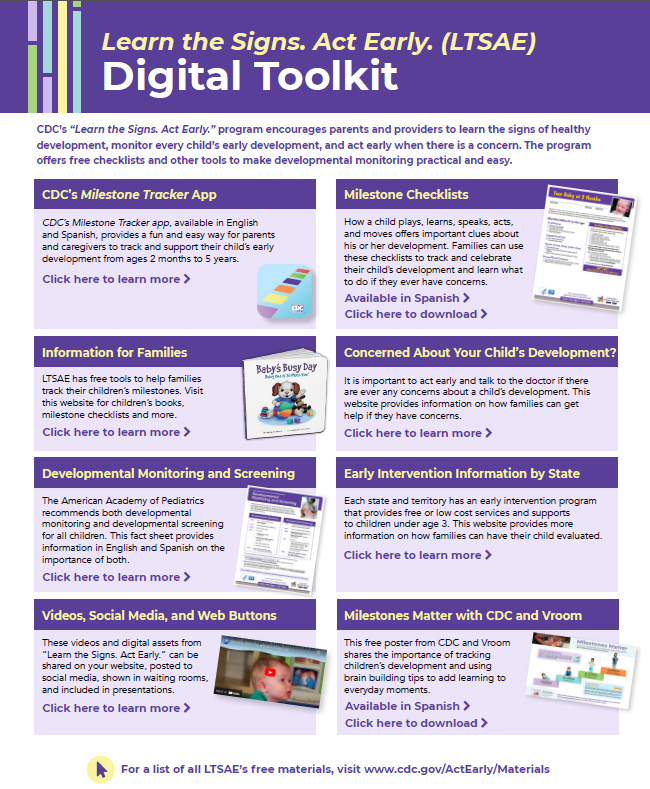 Learn the Signs. Act Early. (LTSAE)
Digital Toolkit
CDC's "Learn the Signs. Act Early." program encourages parents and providers to learn the signs of healthy
development, monitor every child's early development, and act early when there is a concern. The program
offers free checklists and other tools to make developmental monitoring practical and easy.
CDC's Milestone Tracker App
CDC's Milestone Tracker app, available in English
and Spanish, provides a fun and easy way for parents
and caregivers to track and support their child's early
development from ages 2 months to 5 years.
Click here to learn more
CDC
Milestone Checklists
How a child plays, learns, speaks, acts,
and moves offers important clues about
his or her development. Families can use
these checklists to track and celebrate
their child's development and learn what
to do if they ever have concerns.
Available in Spanish
Click here to download
Your Baby at 2 Months
Information for Families
LTSAE has free tools to help families
track their children's milestones. Visit
this website for children's books,
milestone checklists and more.
Click here to learn more
Baby's Busy Day
Concerned About Your Child's Development?
It is important to act early and talk to the doctor if there
are ever any concerns about a child's development. This
website provides information on how families can get
help if they have concerns.
Click here to learn more
Developmental Monitoring and Screening
The American Academy of Pediatrics
recommends both developmental
monitoring and developmental screening
for all children. This fact sheet provides
information in English and Spanish on the
importance of both.
Click here to learn more
Developmental
Monitoring and Screening
Early Intervention Information by State
Each state and territory has an early intervention program
that provides free or low cost services and supports
to children under age 3. This website provides more
information on how families can have their child evaluated.
Click here to learn more
Videos, Social Media, and Web Buttons
These videos and digital assets from
"Learn the Signs. Act Early." can be
shared on your website, posted to
social media, shown in waiting rooms,
and included in presentations.
Click here to learn more
Milestones Matter with CDC and Vroom
This free poster from CDC and Vroom
shares the importance of tracking
children's development and using
brain building tips to add learning to
everyday moments.
Available in Spanish
Click here to download
Milestones Matter
For a list of all LTSAE's free materials, visit www.cdc.gov/ActEarly/Materials